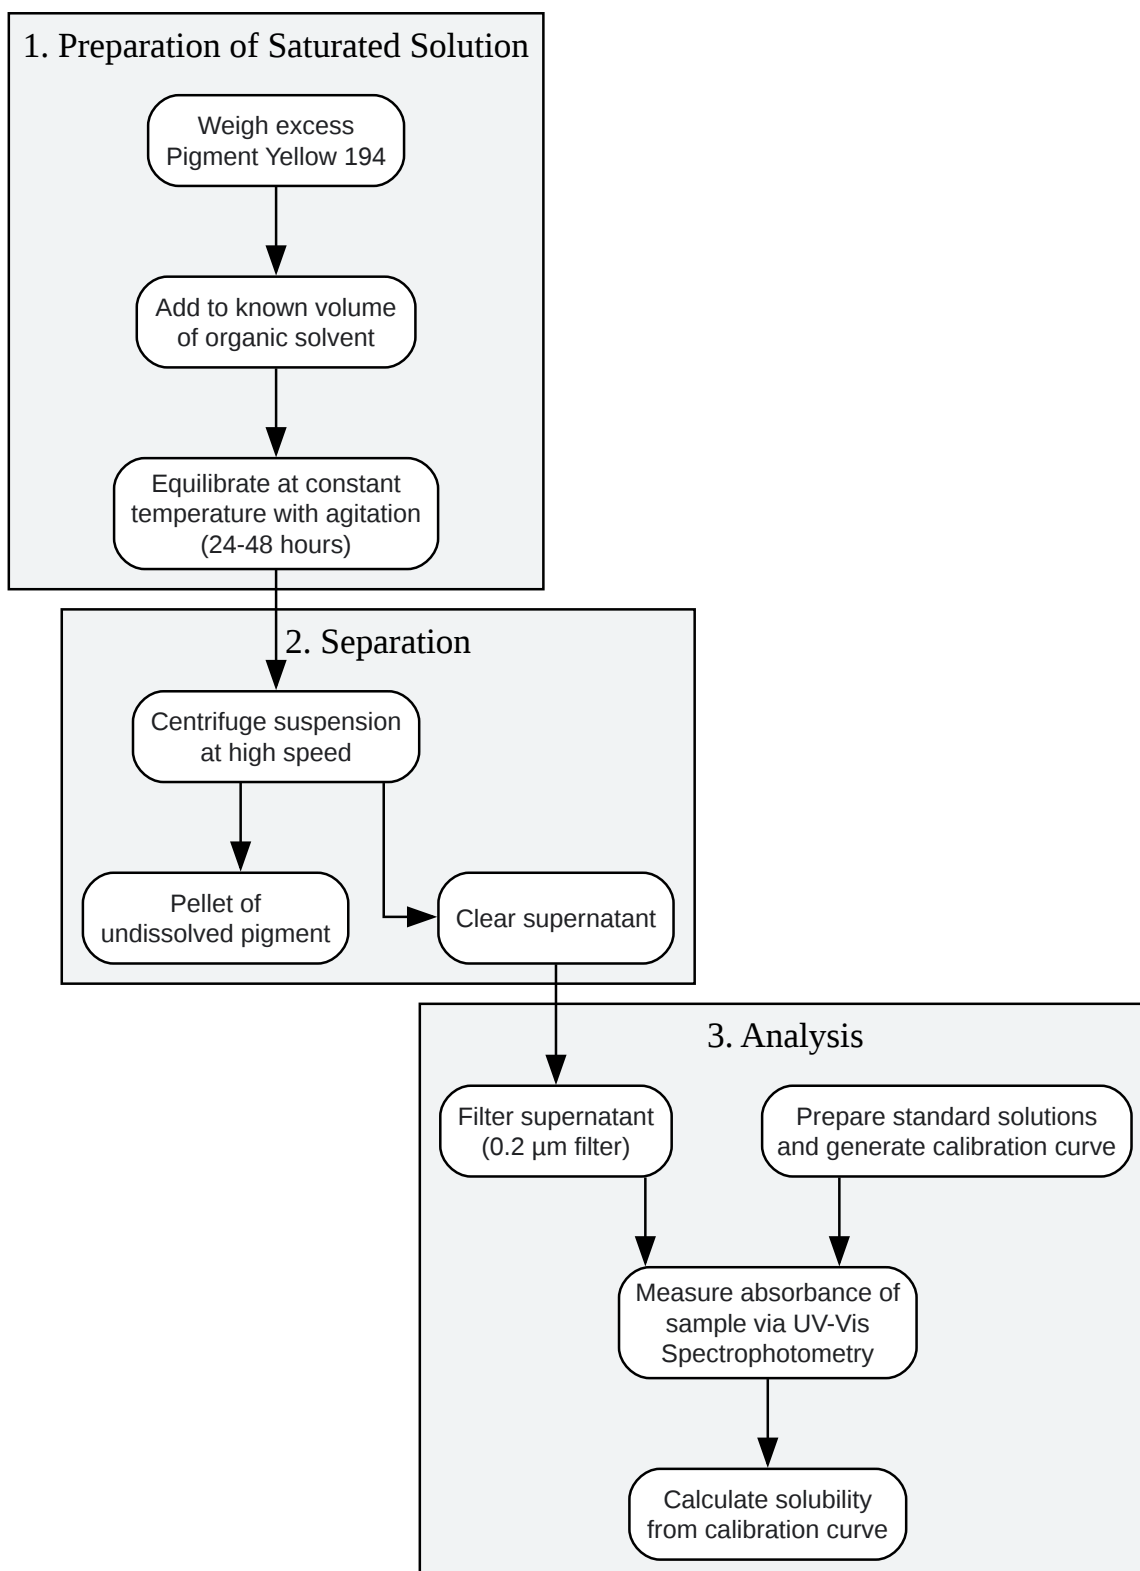 1. Preparation of Saturated Solution
Weigh excess
Pigment Yellow 194
Add to known volume
of organic solvent
Equilibrate at constant
temperature with agitation
(24-48 hours)
2. Separation
Centrifuge suspension
at high speed
Pellet of
undissolved pigment
Clear supernatant
3. Analysis
Filter supernatant
(0.2 µm filter)
Prepare standard solutions
and generate calibration curve
Measure absorbance of
sample via UV-Vis
Spectrophotometry
Calculate solubility
from calibration curve